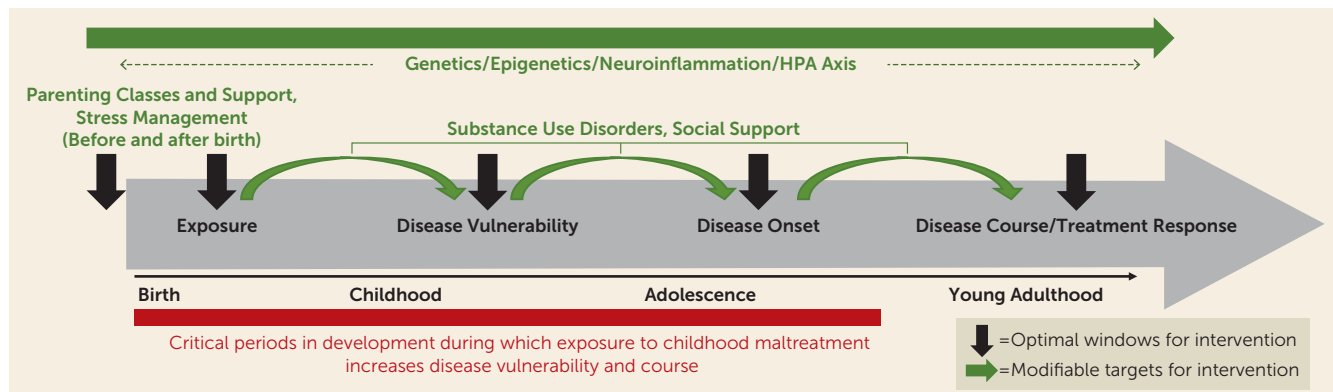 Genetics/Epigenetics/Neuroinflammation/HPA Axis
Parenting Classes and Support,
Stress Management
(Before and after birth)
Substance Use Disorders, Social Support
Exposure
Disease Vulnerability
Disease Onset
Disease Course/Treatment Response
Birth
Childhood
Adolescence
Young Adulthood
Critical periods in development during which exposure to childhood maltreatment
increases disease vulnerability and course
=Optimal windows for intervention
=Modifiable targets for intervention